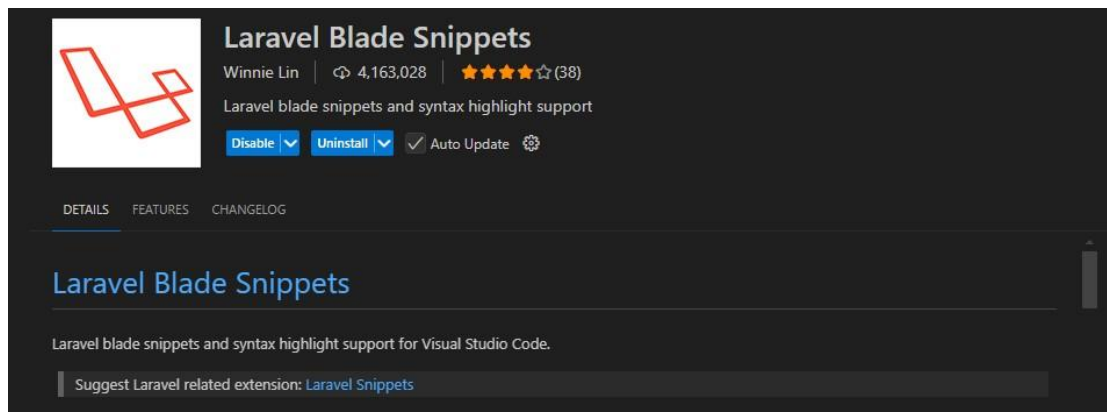 Laravel Blade Snippets
Winnie Lin | 4,163,028 | (38)
Laravel blade snippets and syntax highlight support
Disable Uninstall Auto Update
DETAILS FEATURES CHANGELOG
Laravel Blade Snippets
Laravel blade snippets and syntax highlight support for Visual Studio Code.
Suggest Laravel related extension: Laravel Snippets